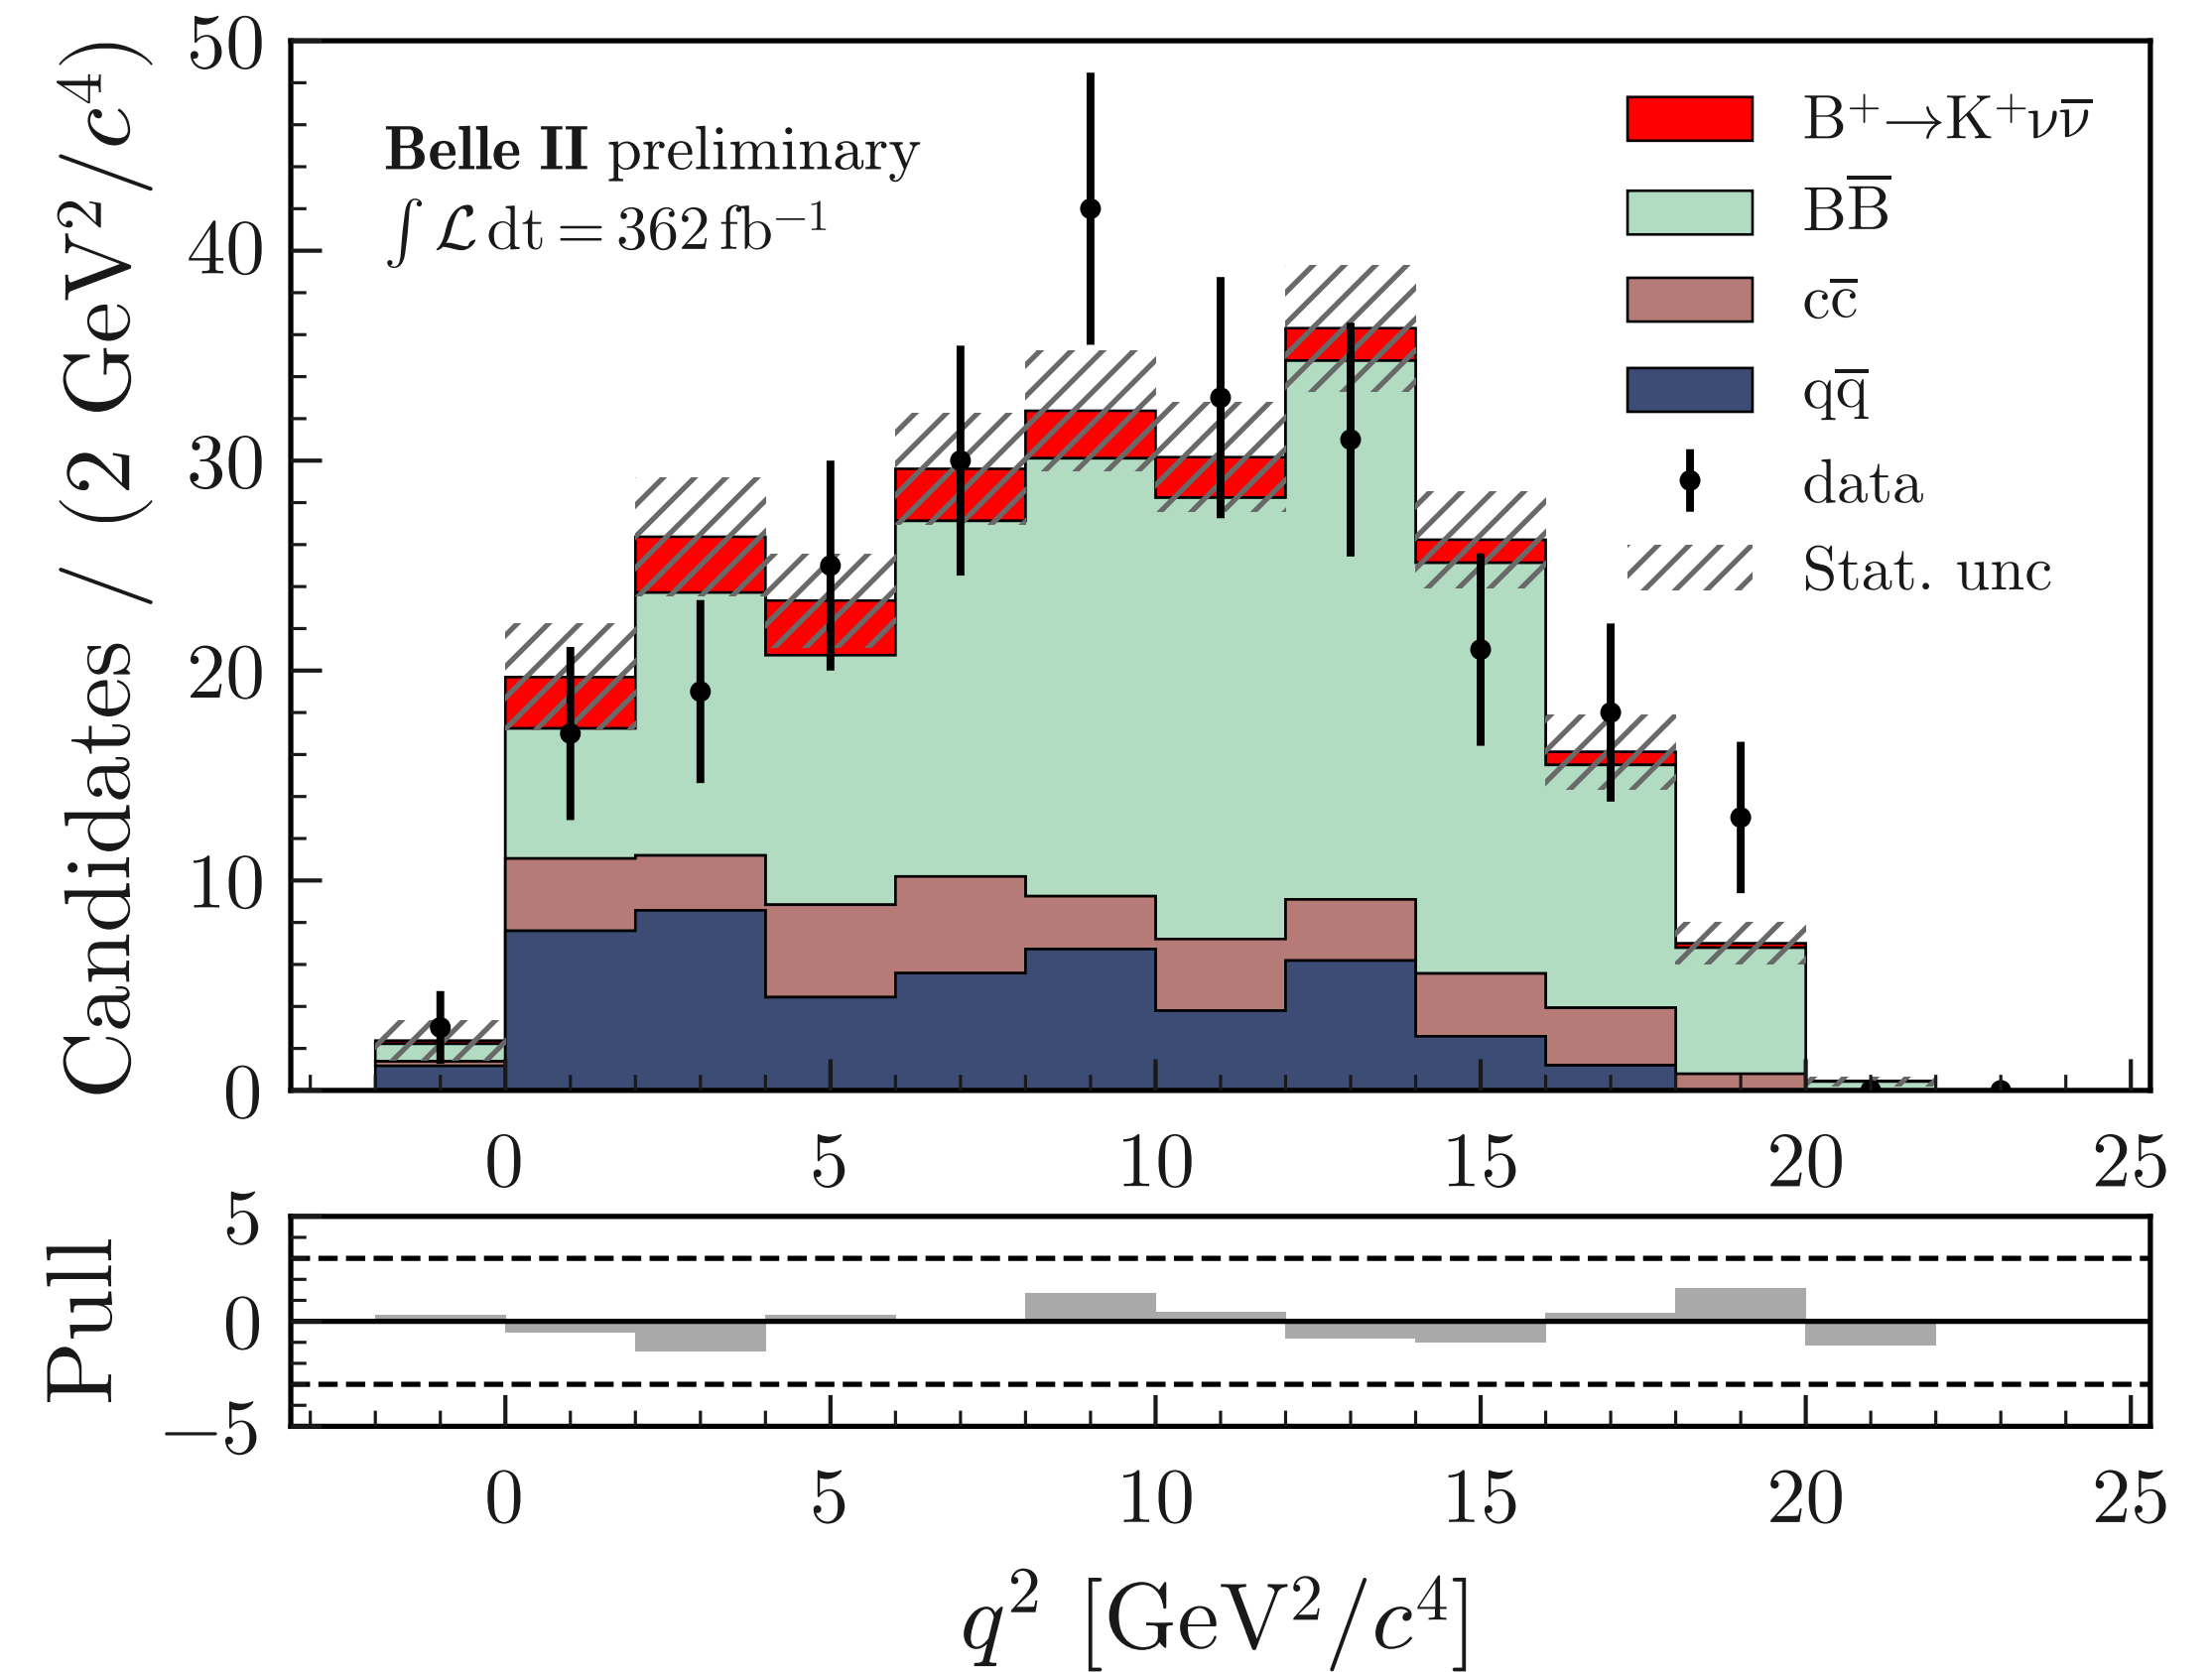 Candidates / (2 GeV²/c⁴)
50
40
30
20
10
0
Belle II preliminary
∫ ℒ dt = 362 fb⁻¹
B⁺→K⁺νν̅
BB̅
cc̅
qq̅
data
Stat. unc
0 5 10 15 20 25
Pull
5
0
−5
0 5 10 15 20 25
q² [GeV²/c⁴]